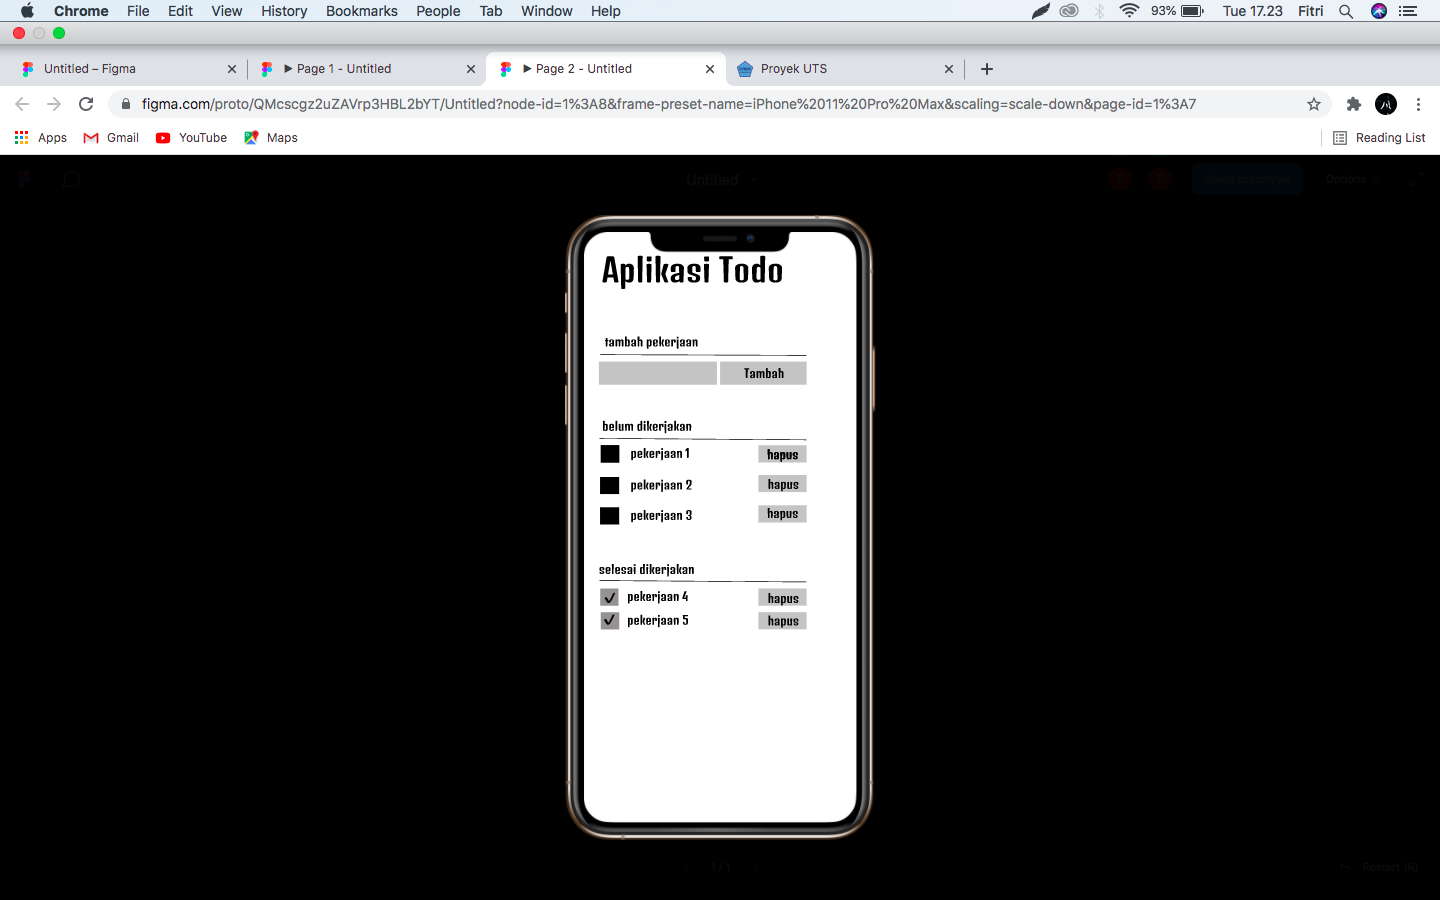 Chrome File Edit View History Bookmarks People Tab Window Help 93% Tue 17.23 Fitri
Untitled – Figma Page 1 - Untitled Page 2 - Untitled Proyek UTS
figma.com/proto/QMcscgz2uZAVrp3HBL2bYT/Untitled?node-id=1%3A8&frame-preset-name=iPhone%2011%20Pro%20Max&scaling=scale-down&page-id=1%3A7
Apps Gmail YouTube Maps Reading List
Untitled Share prototype Options
Aplikasi Todo
tambah pekerjaan
Tambah
belum dikerjakan
pekerjaan 1 hapus
pekerjaan 2 hapus
pekerjaan 3 hapus
selesai dikerjakan
pekerjaan 4 hapus
pekerjaan 5 hapus
1 / 1 Restart (R)